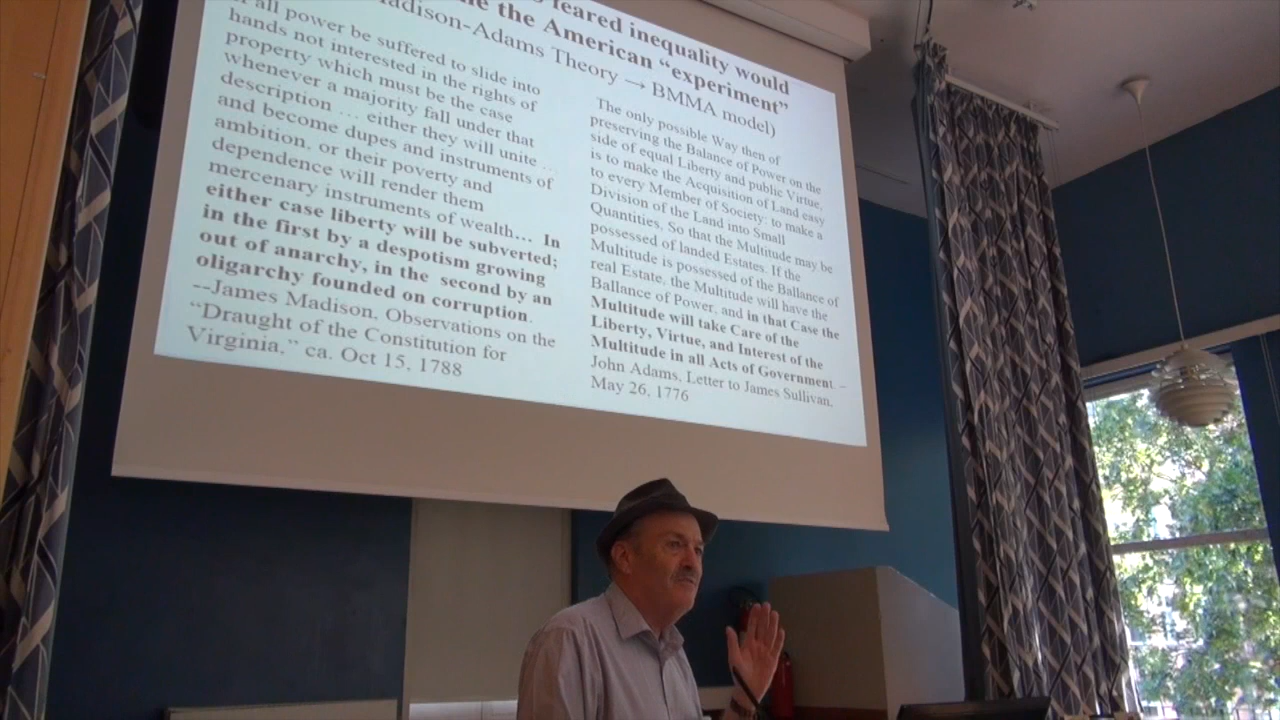 feared inequality would
the American "experiment"
Madison-Adams Theory → BMMA model)
all power be suffered to slide into
hands not interested in the rights of
property which must be the case
whenever a majority fall under that
description … either they will unite …
and become dupes and instruments of
ambition, or their poverty and
dependence will render them
mercenary instruments of wealth… In
either case liberty will be subverted;
in the first by a despotism growing
out of anarchy, in the second by an
oligarchy founded on corruption.
--James Madison, Observations on the
"Draught of the Constitution for
Virginia," ca. Oct 15, 1788
The only possible Way then of
preserving the Balance of Power on the
side of equal Liberty and public Virtue,
is to make the Acquisition of Land easy
to every Member of Society: to make a
Division of the Land into Small
Quantities, So that the Multitude may be
possessed of landed Estates. If the
Multitude is possessed of the Ballance of
real Estate, the Multitude will have the
Ballance of Power, and in that Case the
Multitude will take Care of the
Liberty, Virtue, and Interest of the
Multitude in all Acts of Government. –
John Adams, Letter to James Sullivan,
May 26, 1776